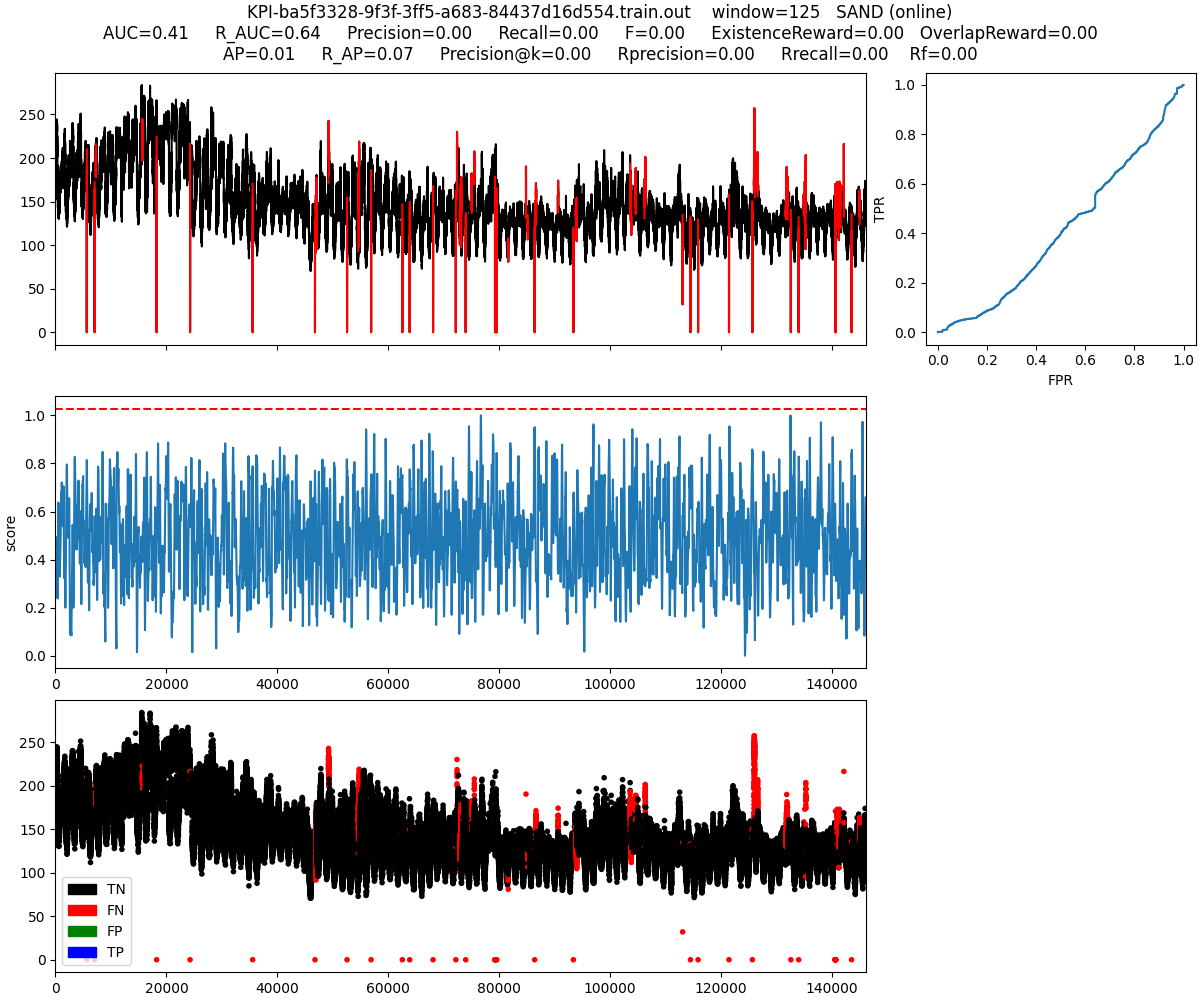 KPI-ba5f3328-9f3f-3ff5-a683-84437d16d554.train.out    window=125   SAND (online)
AUC=0.41     R_AUC=0.64     Precision=0.00     Recall=0.00     F=0.00     ExistenceReward=0.00   OverlapReward=0.00
AP=0.01     R_AP=0.07     Precision@k=0.00     Rprecision=0.00     Rrecall=0.00    Rf=0.00
250
200
150
100
50
0
TPR
1.0
0.8
0.6
0.4
0.2
0.0
0.0 0.2 0.4 0.6 0.8 1.0
FPR
score
1.0
0.8
0.6
0.4
0.2
0.0
0 20000 40000 60000 80000 100000 120000 140000
250
200
150
100
50
0
TN
FN
FP
TP
0 20000 40000 60000 80000 100000 120000 140000